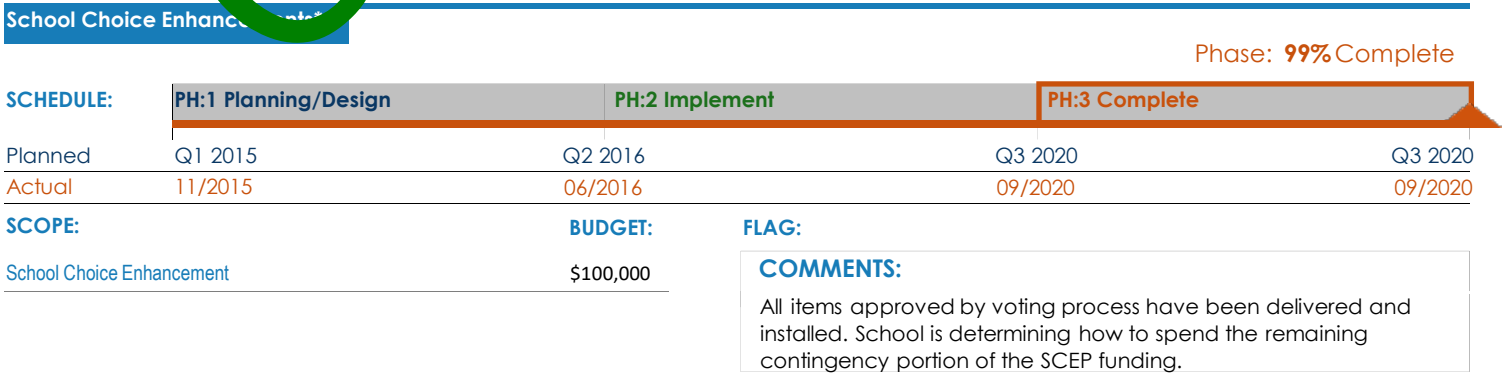 School Choice
Phase: 99% Complete
SCHEDULE: PH:1 Planning/Design PH:2 Implement PH:3 Complete
Planned Q1 2015 Q2 2016 Q3 2020 Q3 2020
Actual 11/2015 06/2016 09/2020 09/2020
SCOPE: BUDGET: FLAG:
School Choice Enhancement $100,000
COMMENTS:
All items approved by voting process have been delivered and
installed. School is determining how to spend the remaining
contingency portion of the SCEP funding.